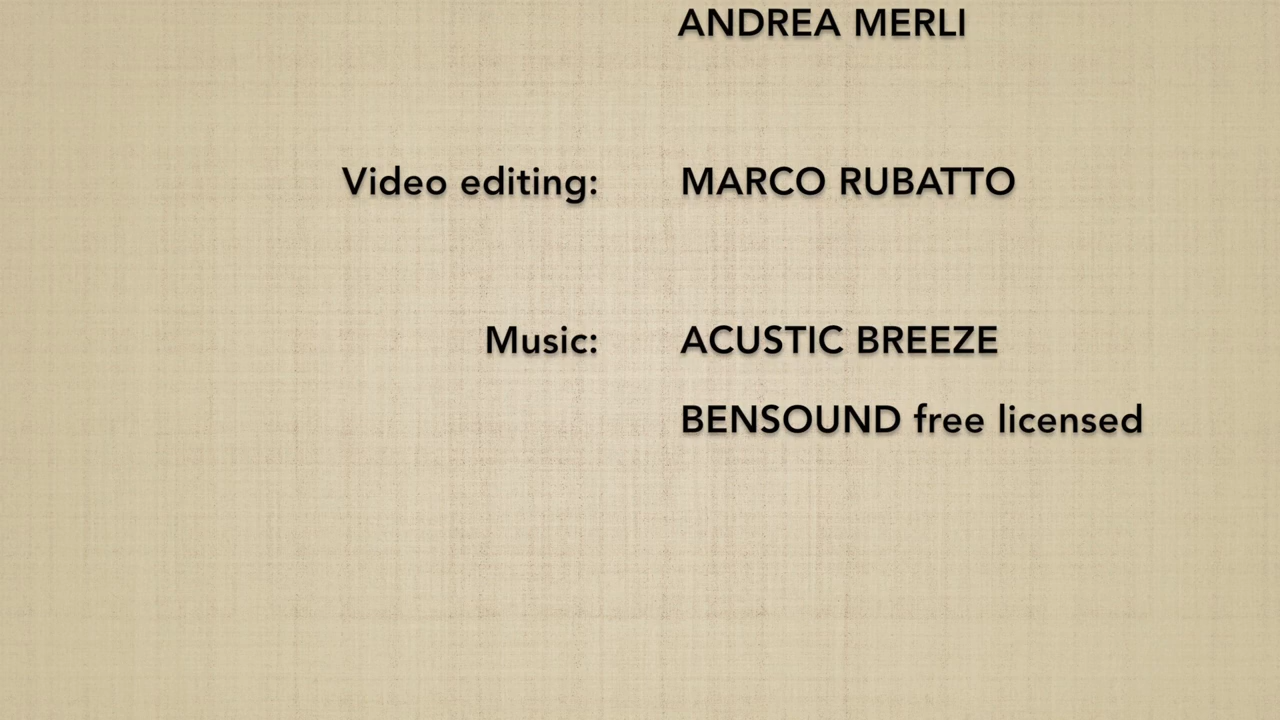 ANDREA MERLI
Video editing: MARCO RUBATTO
Music: ACUSTIC BREEZE
BENSOUND free licensed